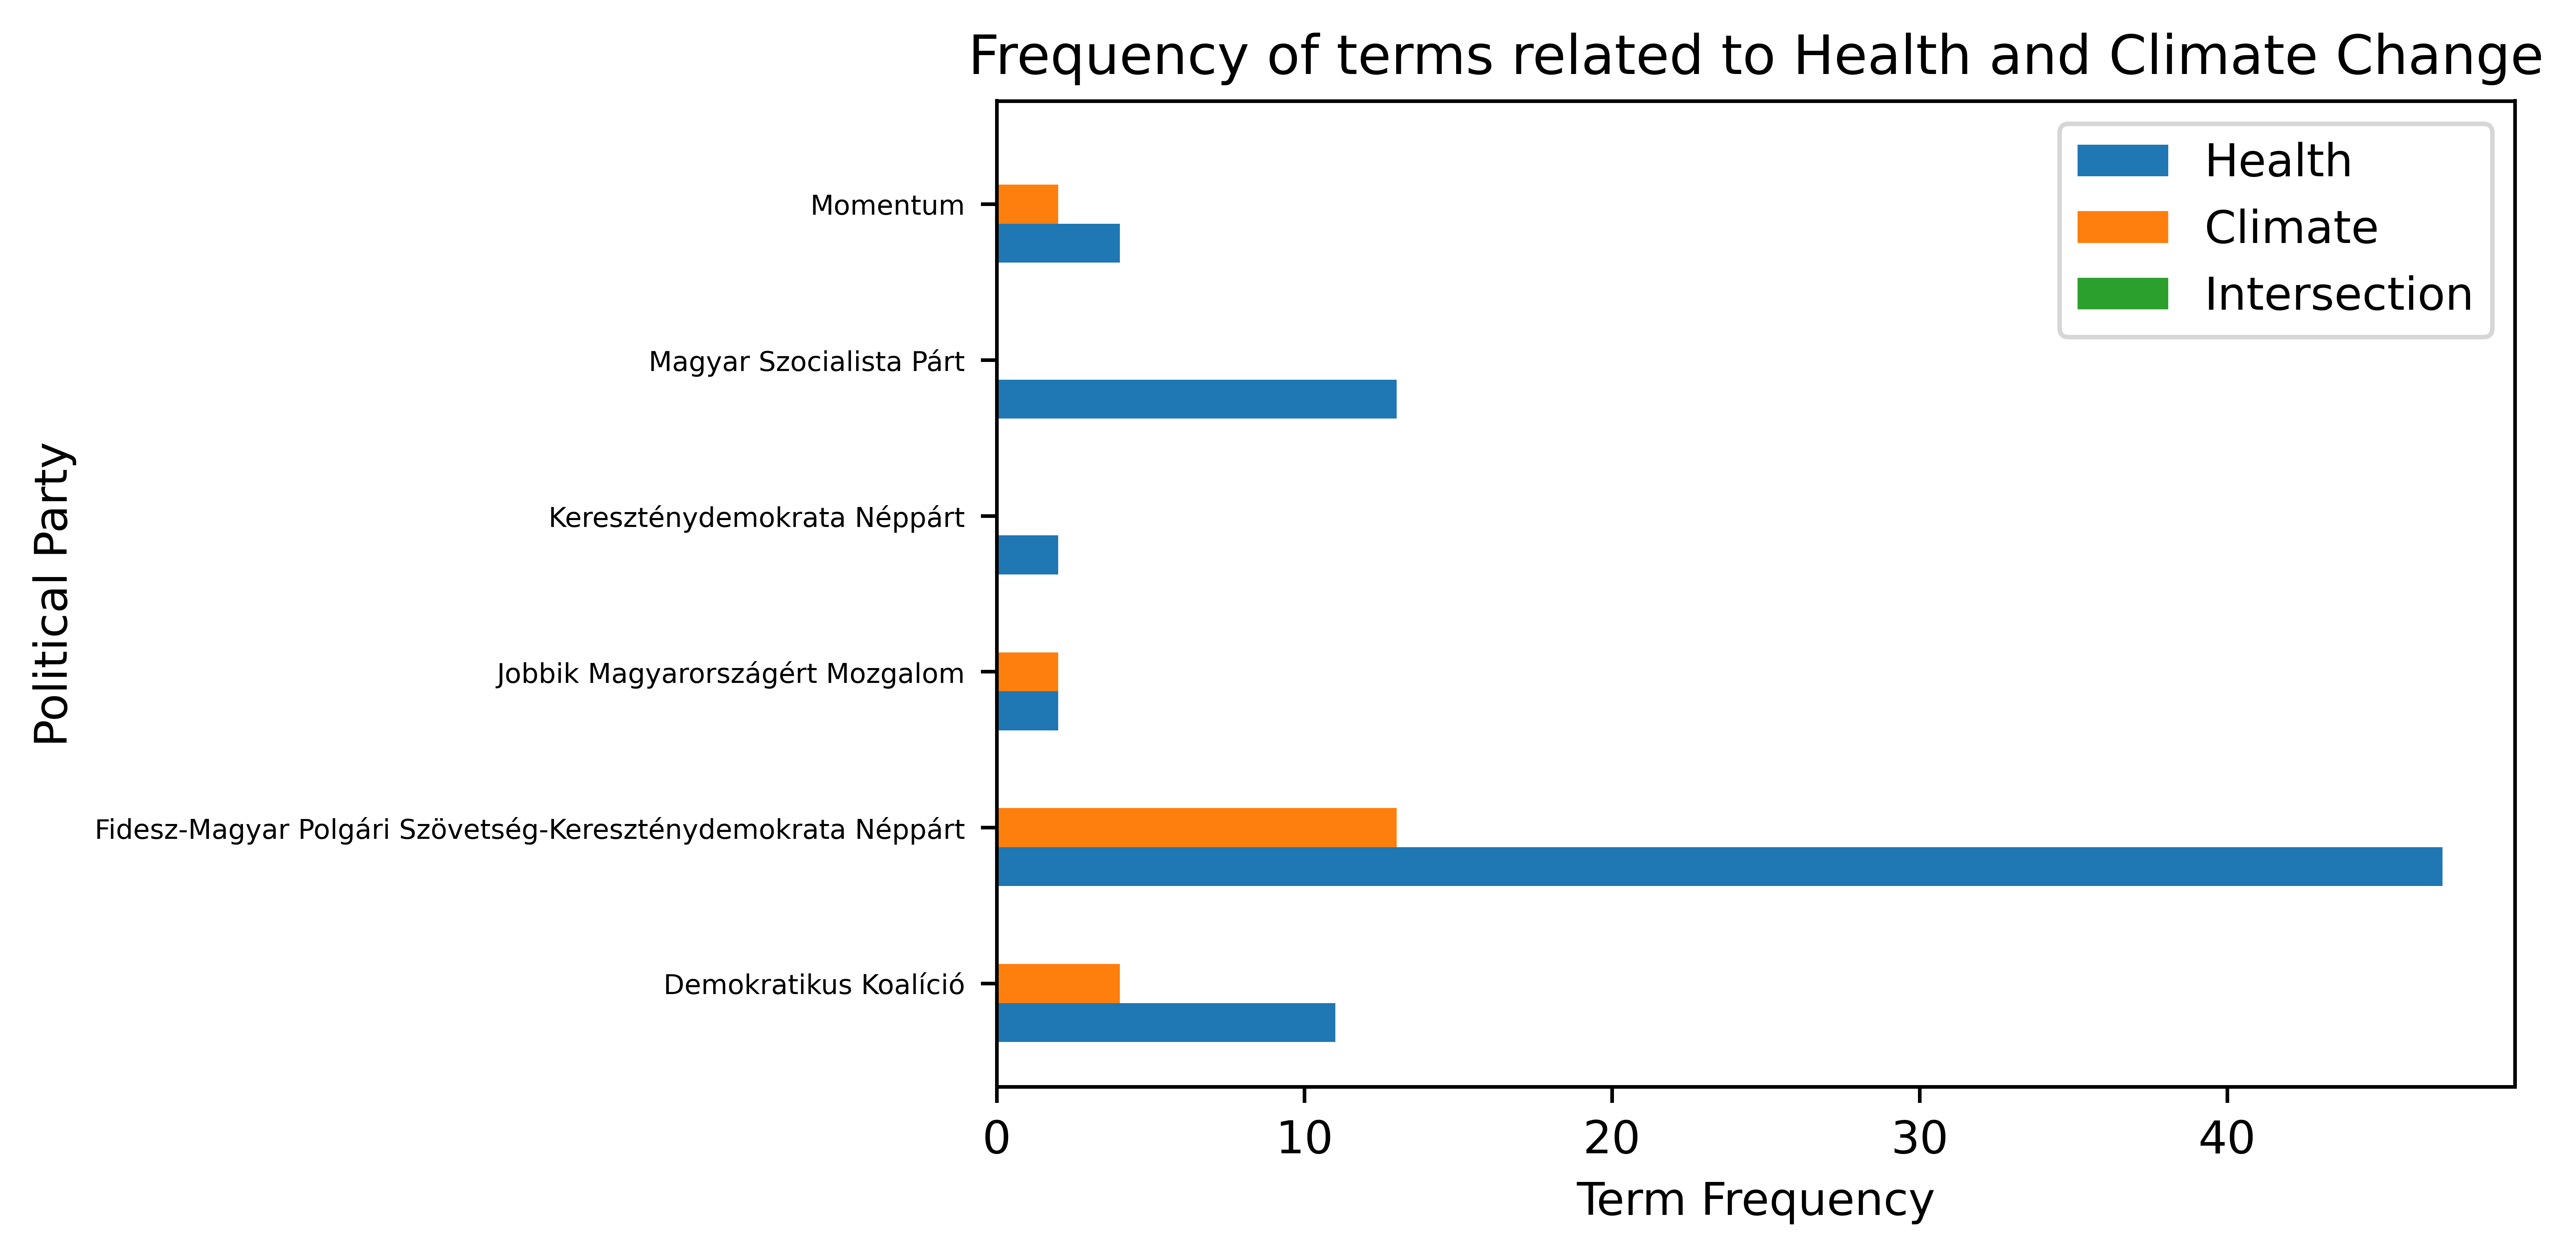 Frequency of terms related to Health and Climate Change
Health
Climate
Intersection
Political Party
Momentum
Magyar Szocialista Párt
Kereszténydemokrata Néppárt
Jobbik Magyarországért Mozgalom
Fidesz-Magyar Polgári Szövetség-Kereszténydemokrata Néppárt
Demokratikus Koalíció
0 10 20 30 40
Term Frequency